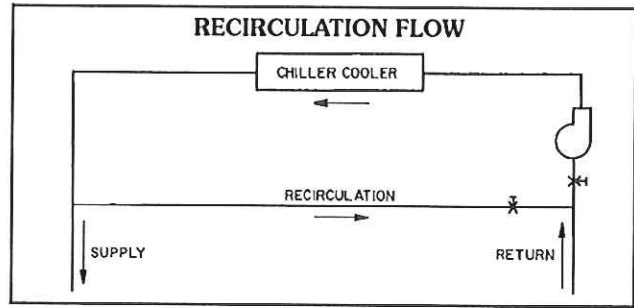 RECIRCULATION FLOW
CHILLER COOLER
RECIRCULATION
SUPPLY
RETURN